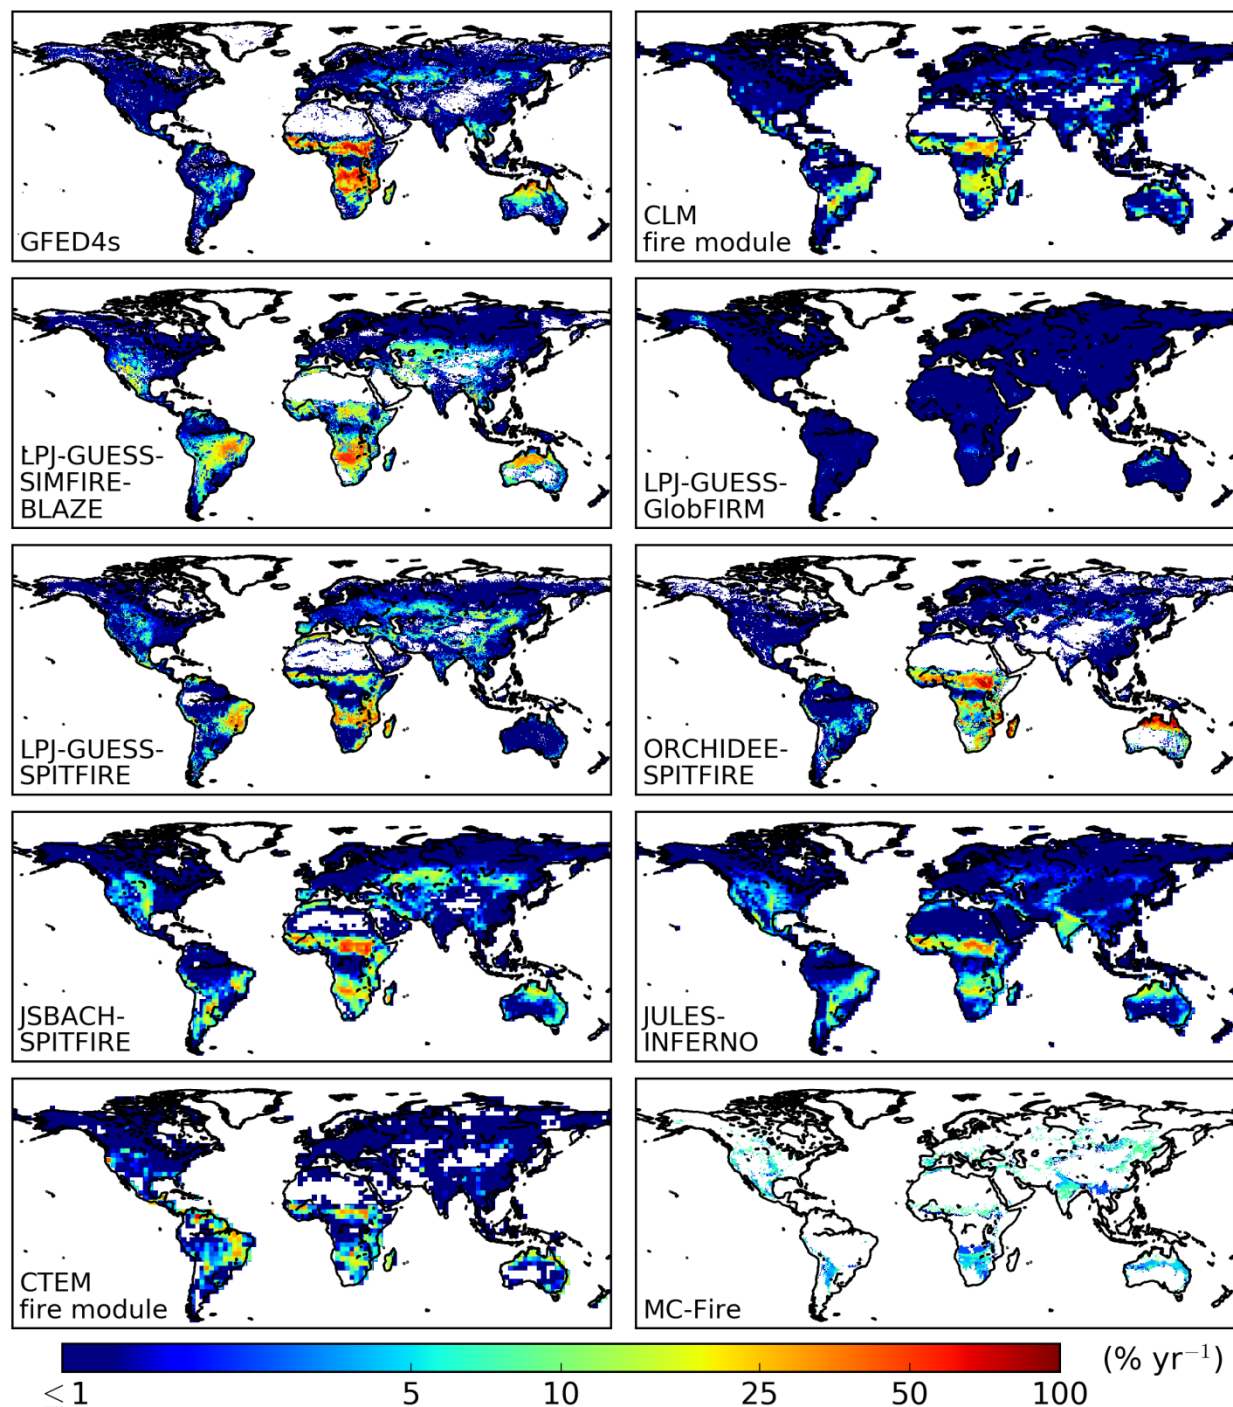 GFED4s
CLM
fire module
LPJ-GUESS-
SIMFIRE-
BLAZE
LPJ-GUESS-
GlobFIRM
LPJ-GUESS-
SPITFIRE
ORCHIDEE-
SPITFIRE
JSBACH-
SPITFIRE
JULES-
INFERNO
CTEM
fire module
MC-Fire
(% yr⁻¹)
≤ 1 5 10 25 50 100